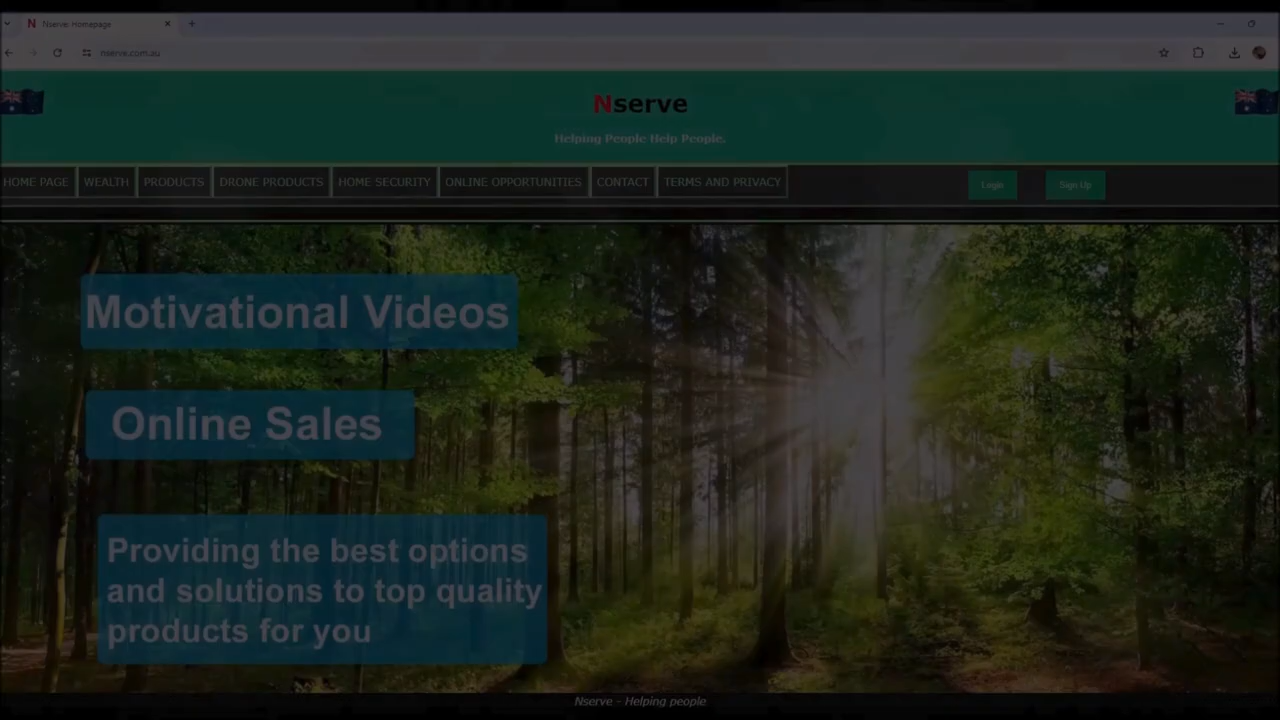 Nserve: Homepage
nserve.com.au
Nserve
Helping People Help People.
HOME PAGE WEALTH PRODUCTS DRONE PRODUCTS HOME SECURITY ONLINE OPPORTUNITIES CONTACT TERMS AND PRIVACY Login Sign Up
Motivational Videos
Online Sales
Providing the best options
and solutions to top quality
products for you
Nserve - Helping people